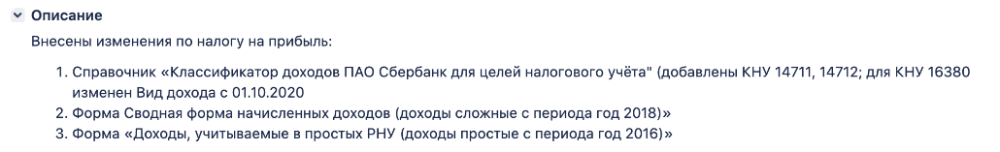 Описание
Внесены изменения по налогу на прибыль:
1. Справочник «Классификатор доходов ПАО Сбербанк для целей налогового учёта" (добавлены КНУ 14711, 14712; для КНУ 16380
изменен Вид дохода с 01.10.2020
2. Форма Сводная форма начисленных доходов (доходы сложные с периода год 2018)»
3. Форма «Доходы, учитываемые в простых РНУ (доходы простые с периода год 2016)»